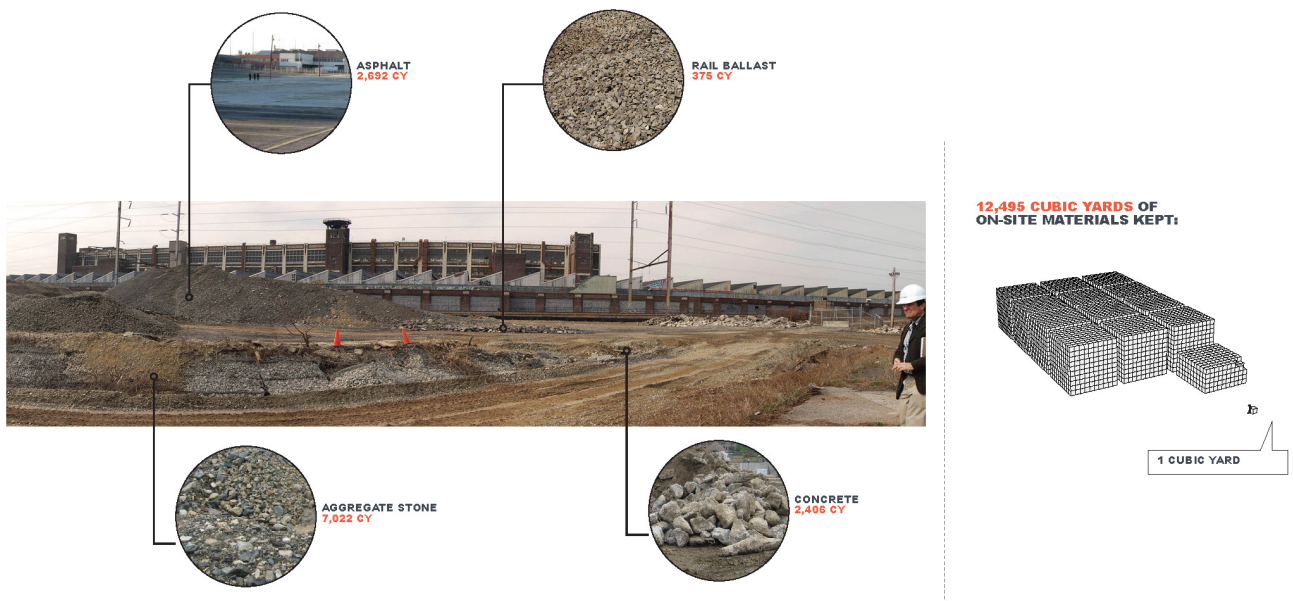 ASPHALT
2,692 CY
RAIL BALLAST
375 CY
12,495 CUBIC YARDS OF
ON-SITE MATERIALS KEPT:
1 CUBIC YARD
AGGREGATE STONE
7,022 CY
CONCRETE
2,406 CY